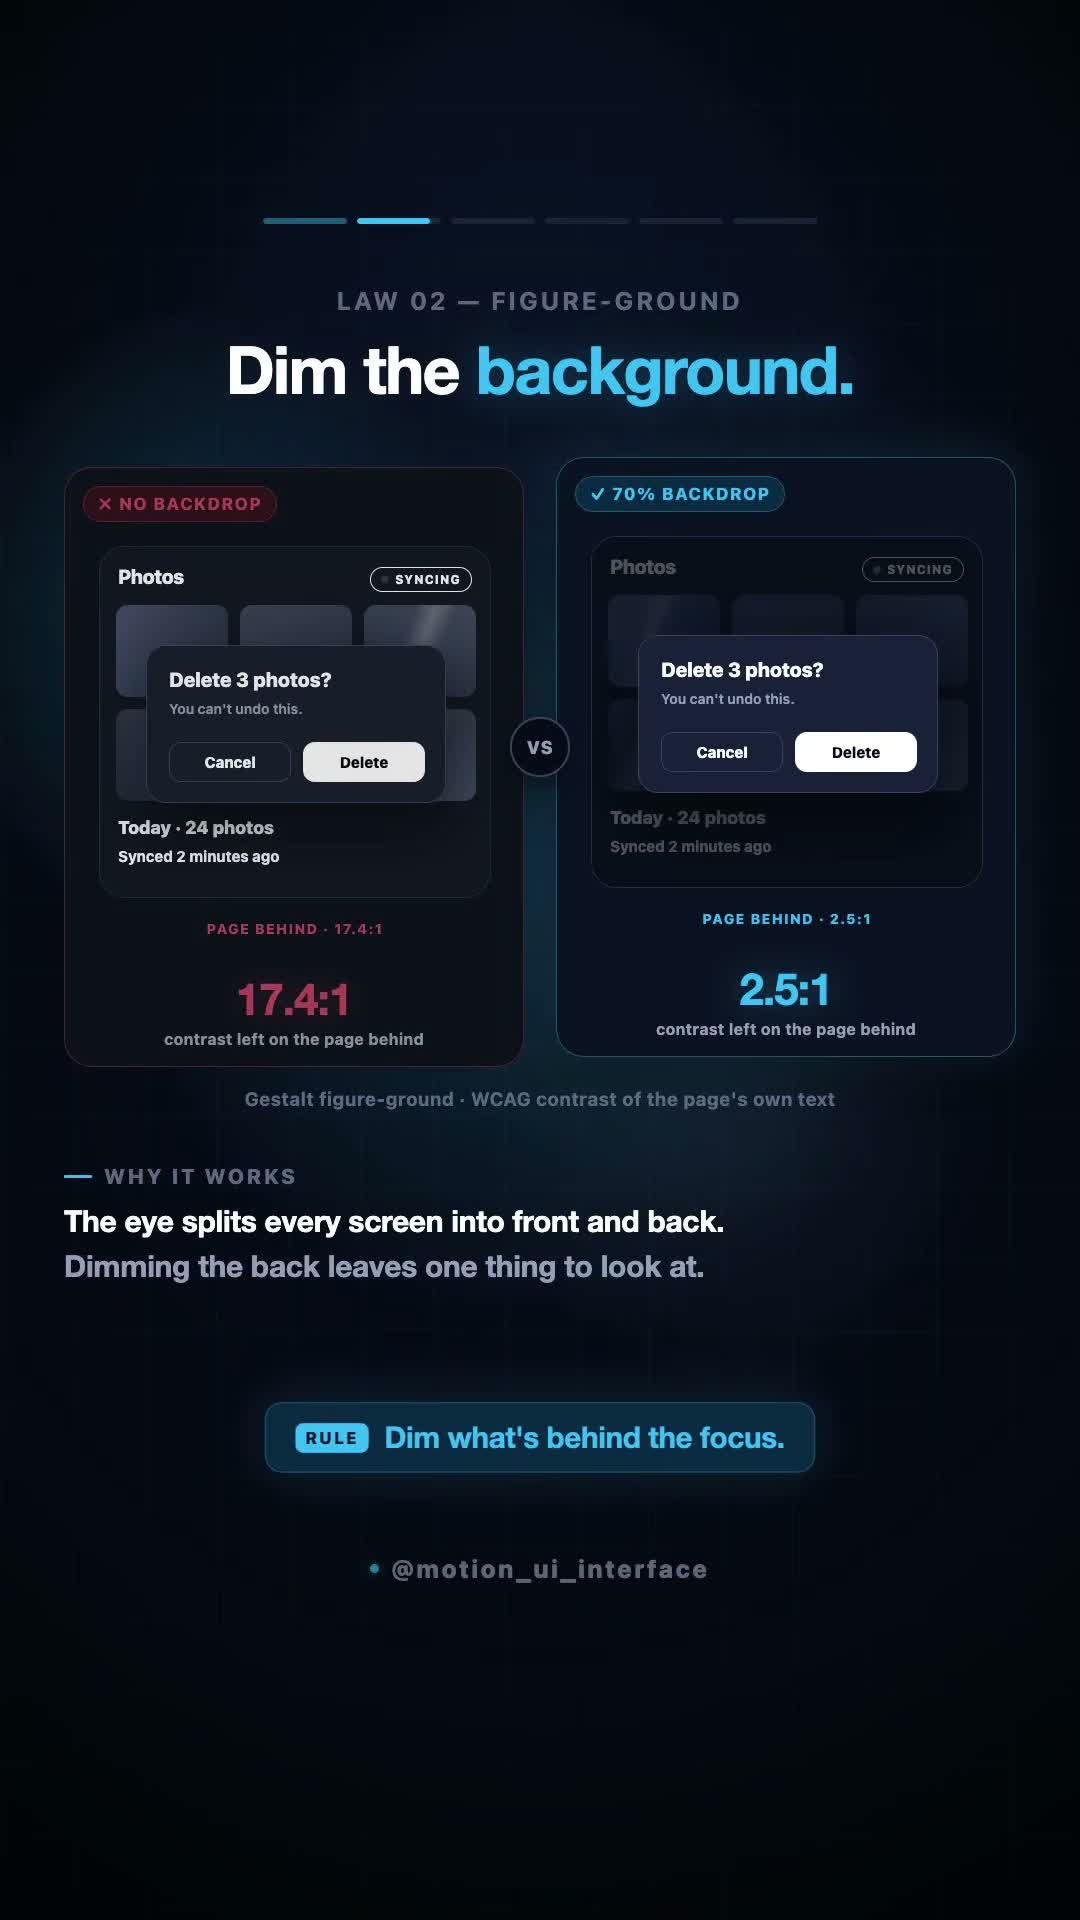 LAW 02 — FIGURE-GROUND
Dim the background.
✕ NO BACKDROP
Photos
SYNCING
Delete 3 photos?
You can't undo this.
Cancel
Delete
Today · 24 photos
Synced 2 minutes ago
PAGE BEHIND · 17.4:1
17.4:1
contrast left on the page behind
VS
✓ 70% BACKDROP
Photos
SYNCING
Delete 3 photos?
You can't undo this.
Cancel
Delete
Today · 24 photos
Synced 2 minutes ago
PAGE BEHIND · 2.5:1
2.5:1
contrast left on the page behind
Gestalt figure-ground · WCAG contrast of the page's own text
WHY IT WORKS
The eye splits every screen into front and back.
Dimming the back leaves one thing to look at.
RULE Dim what's behind the focus.
@motion_ui_interface